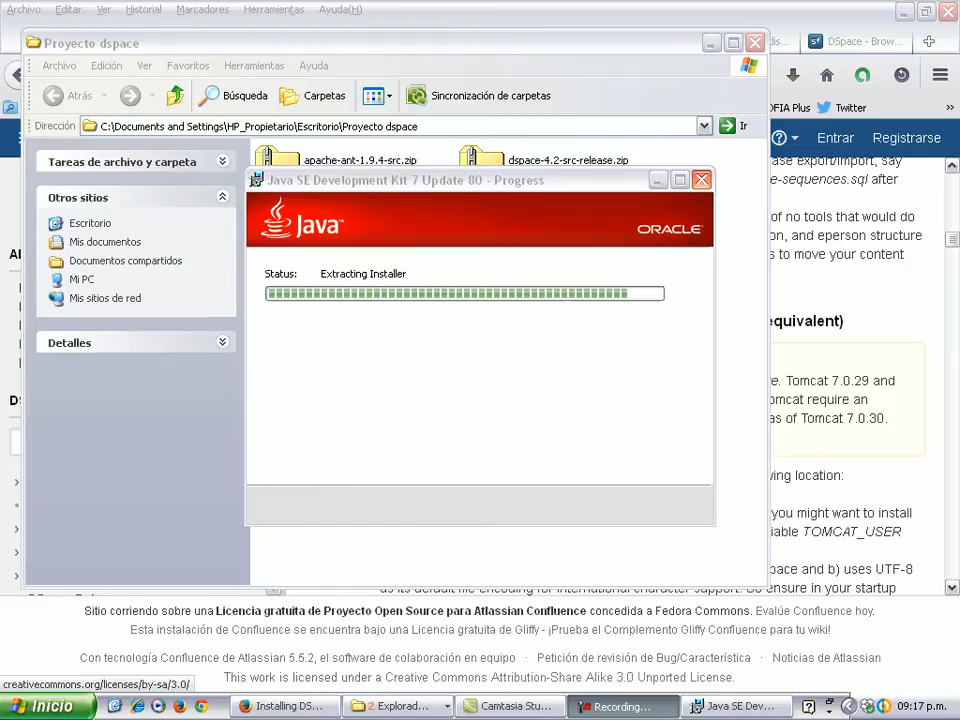 Archivo Editar Ver Historial Marcadores Herramientas Ayuda(H)
Proyecto dspace
DSpace - Brow...
Archivo Edición Ver Favoritos Herramientas Ayuda
Atrás Búsqueda Carpetas Sincronización de carpetas
Dirección C:\Documents and Settings\HP_Propietario\Escritorio\Proyecto dspace Ir
OFIA Plus Twitter
Entrar Registrarse
Tareas de archivo y carpeta
apache-ant-1.9.4-src.zip dspace-4.2-src-release.zip
ase export/import, say
Java SE Development Kit 7 Update 80 - Progress
e-sequences.sql after
Otros sitios
Escritorio
Mis documentos
Documentos compartidos
Mi PC
Mis sitios de red
Detalles
Java ORACLE
Status: Extracting Installer
of no tools that would do
on, and eperson structure
s to move your content
equivalent)
e. Tomcat 7.0.29 and
omcat require an
as of Tomcat 7.0.30.
wing location:
you might want to install
iable TOMCAT_USER
pace and b) uses UTF-8
Sitio corriendo sobre una Licencia gratuita de Proyecto Open Source para Atlassian Confluence concedida a Fedora Commons. Evalúe Confluence hoy.
Esta instalación de Confluence se encuentra bajo una Licencia gratuita de Gliffy - ¡Prueba el Complemento Gliffy Confluence para tu wiki!
Con tecnología Confluence de Atlassian 5.5.2, el software de colaboración en equipo · Petición de revisión de Bug/Característica · Noticias de Atlassian
This work is licensed under a Creative Commons Attribution-Share Alike 3.0 Unported License.
creativecommons.org/licenses/by-sa/3.0/
Inicio Installing DS... 2 Explorad... Camtasia Stu... Recording... Java SE Dev... 09:17 p.m.